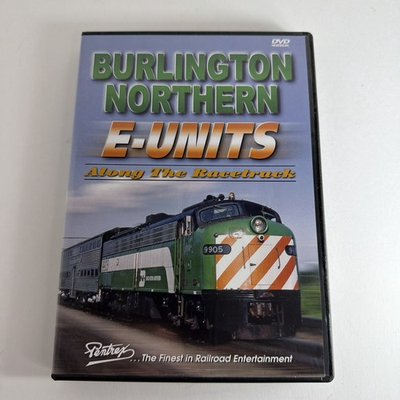 DVD
BURLINGTON
NORTHERN
E-UNITS
Along The Racetrack
9905
Pentrex
...The Finest in Railroad Entertainment